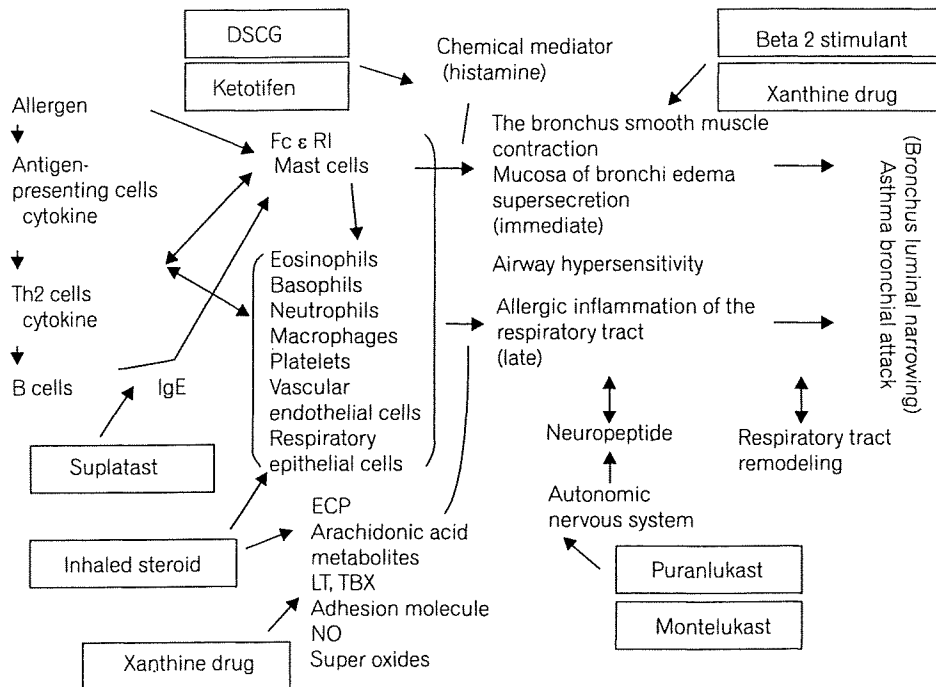 DSCG
Ketotifen
Chemical mediator
(histamine)
Beta 2 stimulant
Xanthine drug
Allergen
Antigen-
presenting cells
cytokine
Th2 cells
cytokine
B cells
IgE
Suplatast
Inhaled steroid
Xanthine drug
Fc ε RI
Mast cells
Eosinophils
Basophils
Neutrophils
Macrophages
Platelets
Vascular
endothelial cells
Respiratory
epithelial cells
ECP
Arachidonic acid
metabolites
LT, TBX
Adhesion molecule
NO
Super oxides
The bronchus smooth muscle
contraction
Mucosa of bronchi edema
supersecretion
(immediate)
Airway hypersensitivity
Allergic inflammation of the
respiratory tract
(late)
Neuropeptide
Autonomic
nervous system
Puranlukast
Montelukast
Respiratory tract
remodeling
(Bronchus luminal narrowing)
Asthma bronchial attack